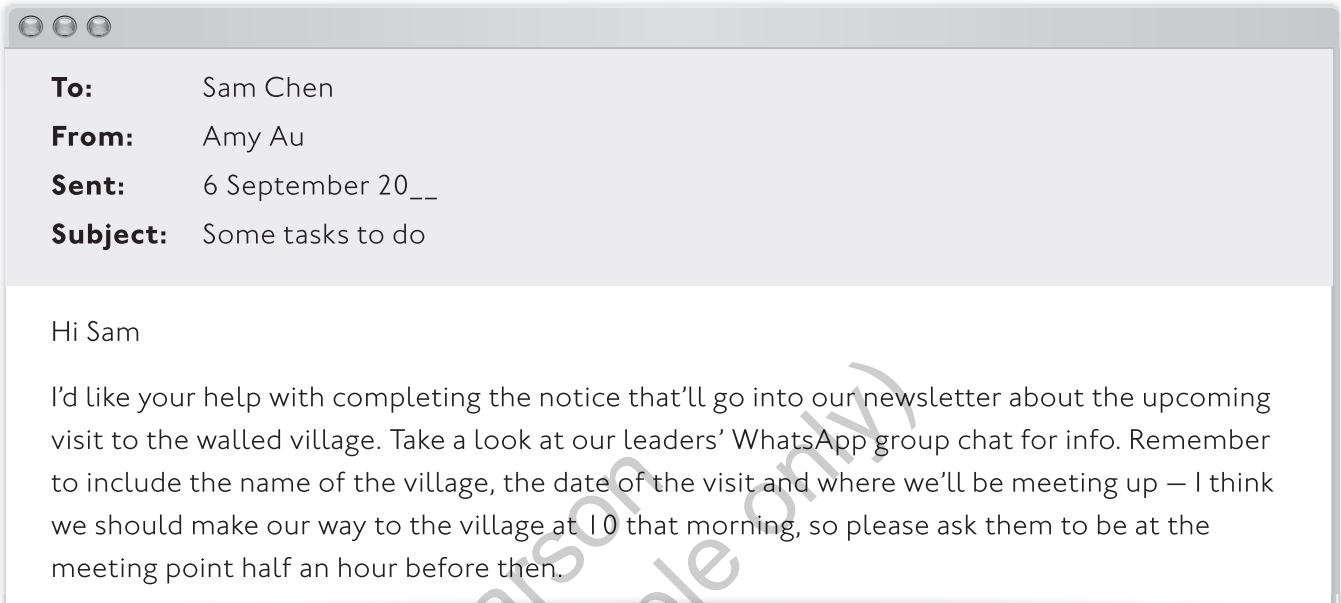 To: Sam Chen
From: Amy Au
Sent: 6 September 20__
Subject: Some tasks to do
Hi Sam
I’d like your help with completing the notice that’ll go into our newsletter about the upcoming
visit to the walled village. Take a look at our leaders’ WhatsApp group chat for info. Remember
to include the name of the village, the date of the visit and where we’ll be meeting up – I think
we should make our way to the village at 10 that morning, so please ask them to be at the
meeting point half an hour before then.
only)